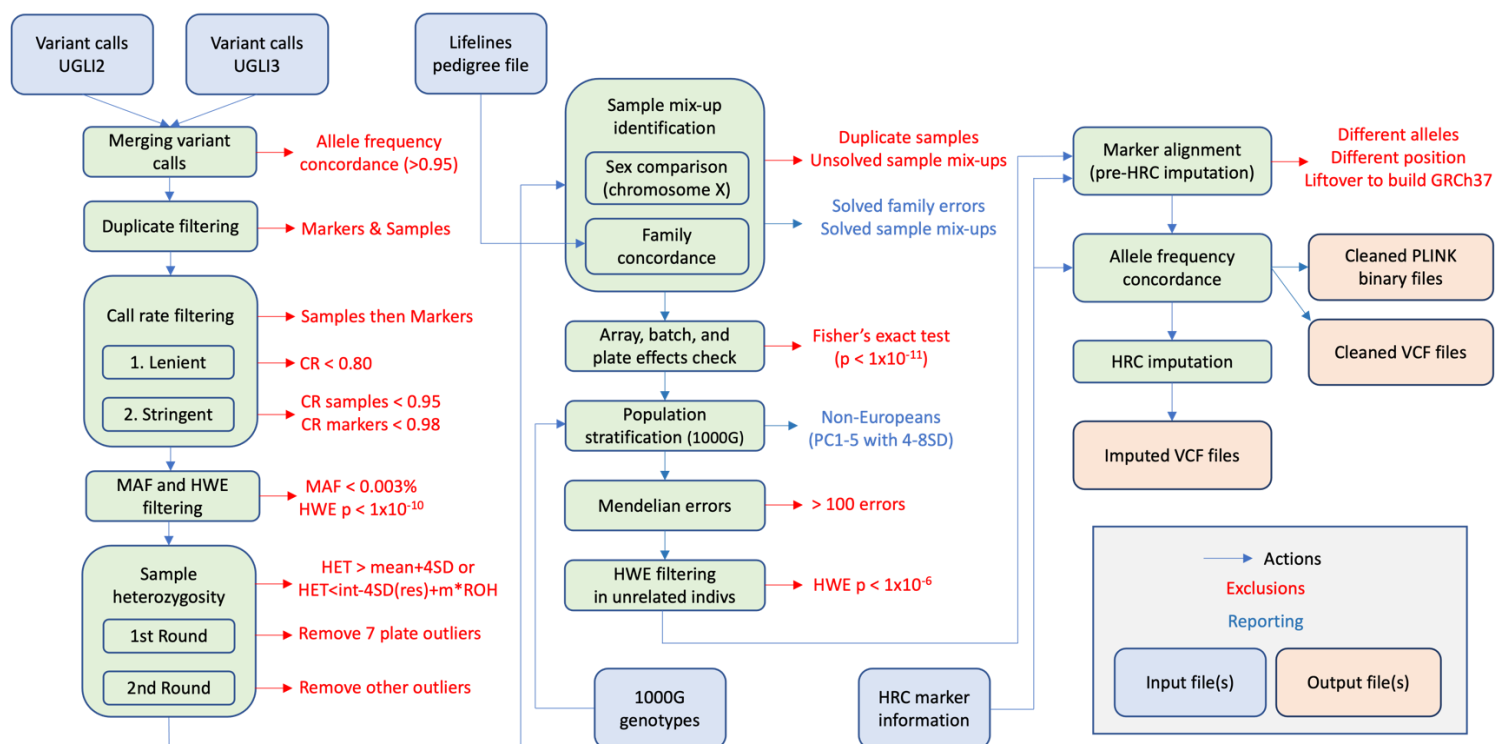 Variant calls
UGLI2
Variant calls
UGLI3
Merging variant
calls
Allele frequency
concordance (>0.95)
Duplicate filtering
Markers & Samples
Call rate filtering
Samples then Markers
1. Lenient
CR < 0.80
2. Stringent
CR samples < 0.95
CR markers < 0.98
MAF and HWE
filtering
MAF < 0.003%
HWE p < 1x10⁻¹⁰
Sample
heterozygosity
HET > mean+4SD or
HET<int-4SD(res)+m*ROH
1st Round
Remove 7 plate outliers
2nd Round
Remove other outliers
Lifelines
pedigree file
Sample mix-up
identification
Sex comparison
(chromosome X)
Family
concordance
Duplicate samples
Unsolved sample mix-ups
Solved family errors
Solved sample mix-ups
Array, batch, and
plate effects check
Fisher's exact test
(p < 1x10⁻¹¹)
Population
stratification (1000G)
Non-Europeans
(PC1-5 with 4-8SD)
Mendelian errors
> 100 errors
HWE filtering
in unrelated indivs
HWE p < 1x10⁻⁶
1000G
genotypes
HRC marker
information
Marker alignment
(pre-HRC imputation)
Different alleles
Different position
Liftover to build GRCh37
Allele frequency
concordance
Cleaned PLINK
binary files
Cleaned VCF files
HRC imputation
Imputed VCF files
Actions
Exclusions
Reporting
Input file(s)
Output file(s)